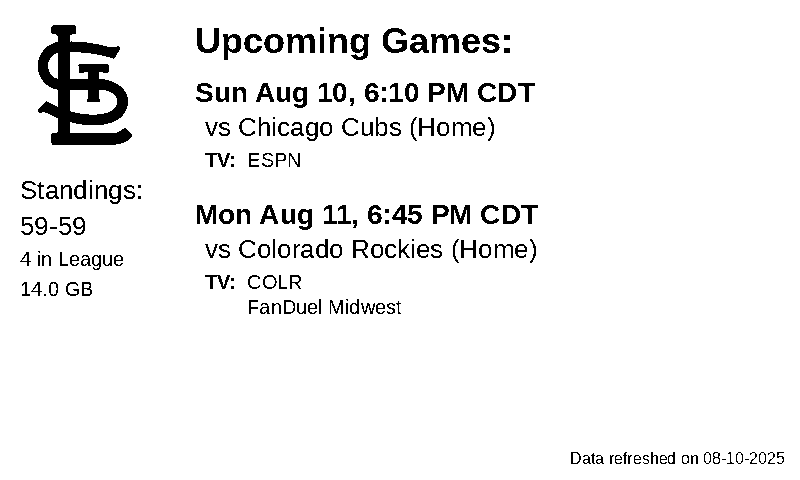 STL
Standings:
59-59
4 in League
14.0 GB
Upcoming Games:
Sun Aug 10, 6:10 PM CDT
vs Chicago Cubs (Home)
TV: ESPN
Mon Aug 11, 6:45 PM CDT
vs Colorado Rockies (Home)
TV: COLR
FanDuel Midwest
Data refreshed on 08-10-2025